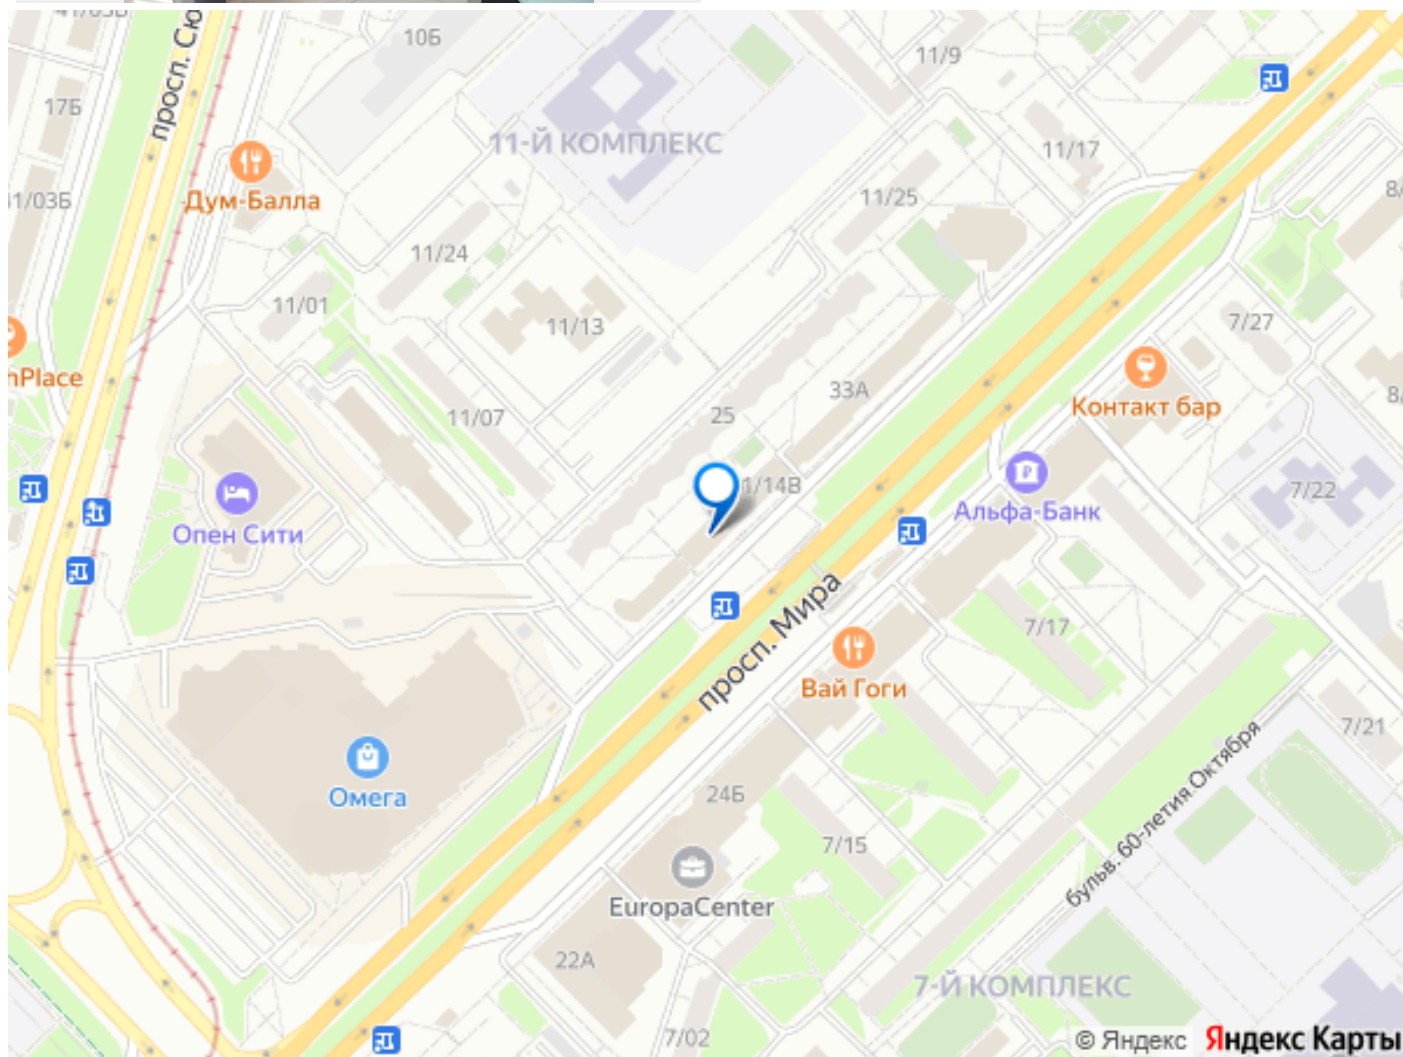 просп. Сю
10Б
11/9
17Б
11-Й КОМПЛЕКС
11/17
Дум-Балла
11/25
1/03Б
11/24
11/01
11/13
7/27
nPlace
33А
Контакт бар
11/07
25
1/14В
7/22
Альфа-Банк
Опен Сити
просп. Мира
7/17
Вай Гоги
7/21
Омега
24Б
бульв. 60-летия Октября
7/15
EuropaCenter
22А
7-Й КОМПЛЕКС
7/02
© Яндекс Яндекс Карты